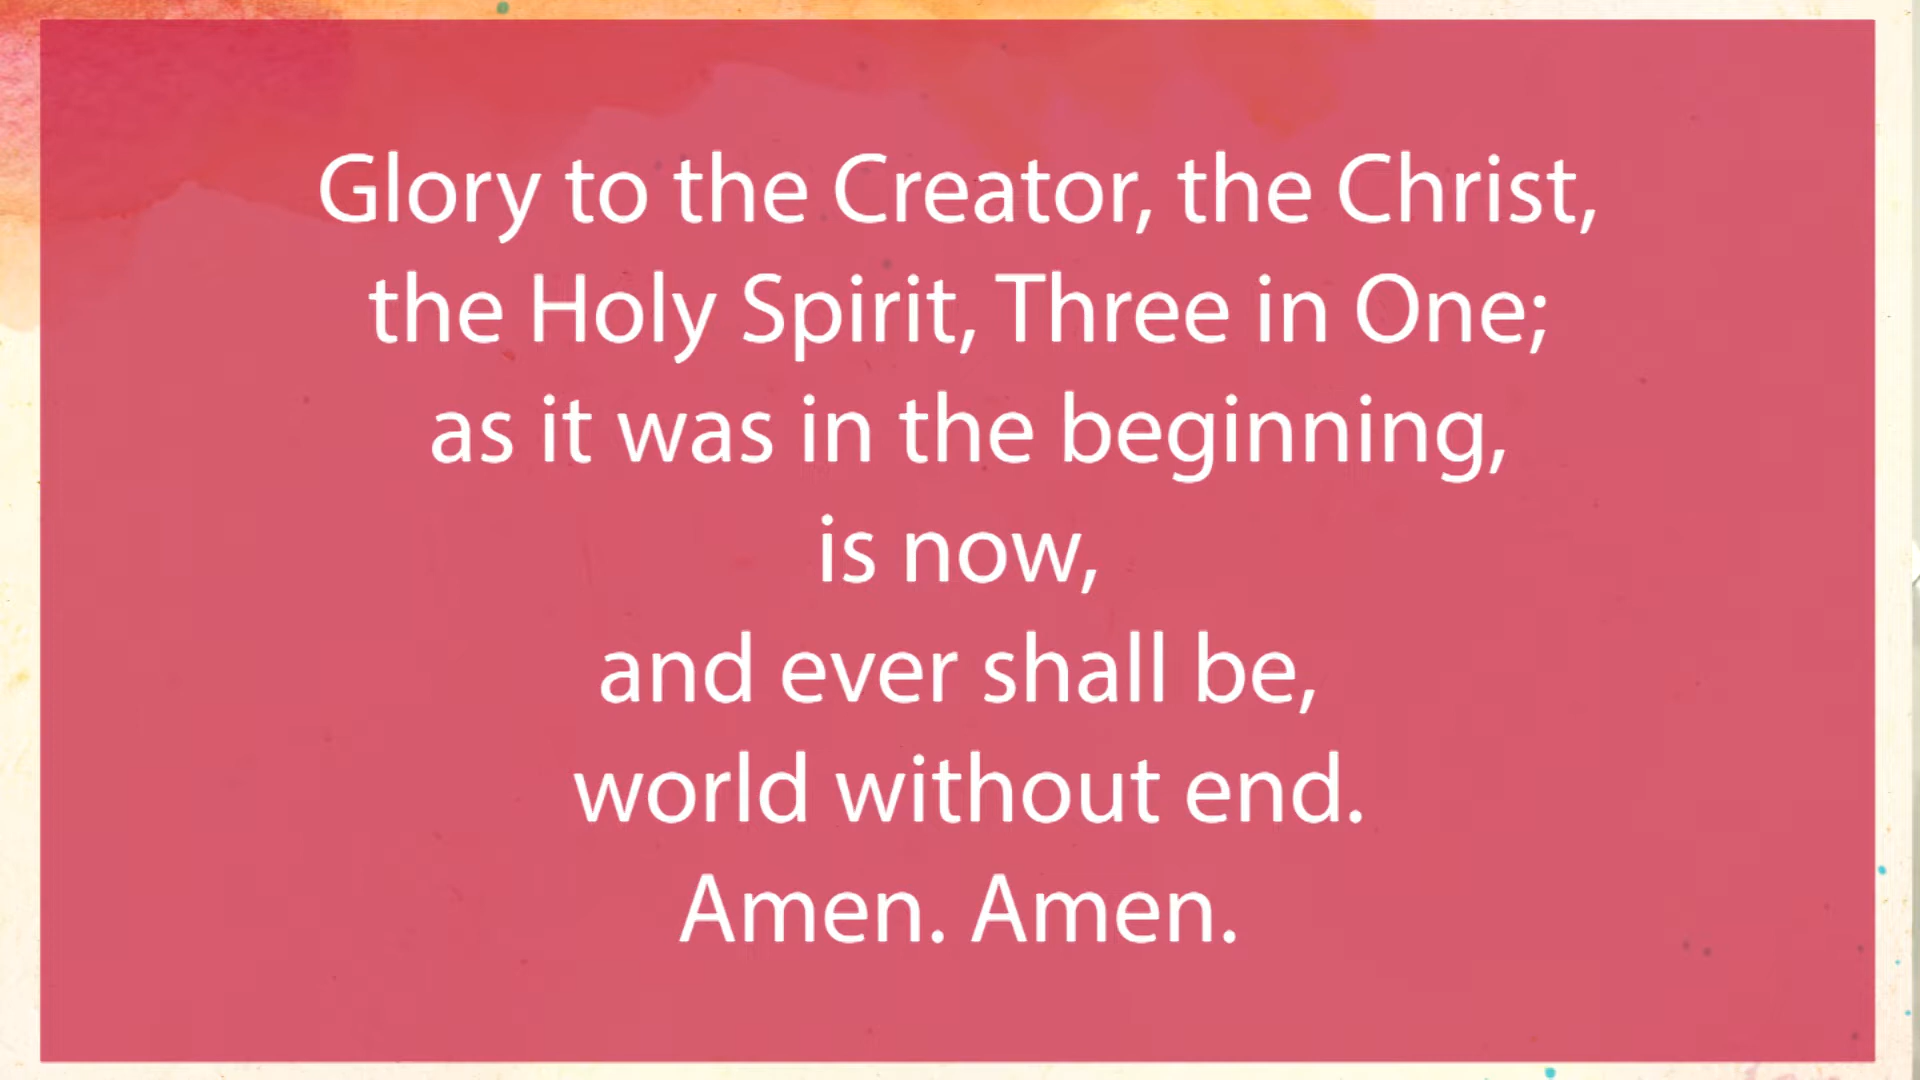 Glory to the Creator, the Christ,
the Holy Spirit, Three in One;
as it was in the beginning,
is now,
and ever shall be,
world without end.
Amen. Amen.